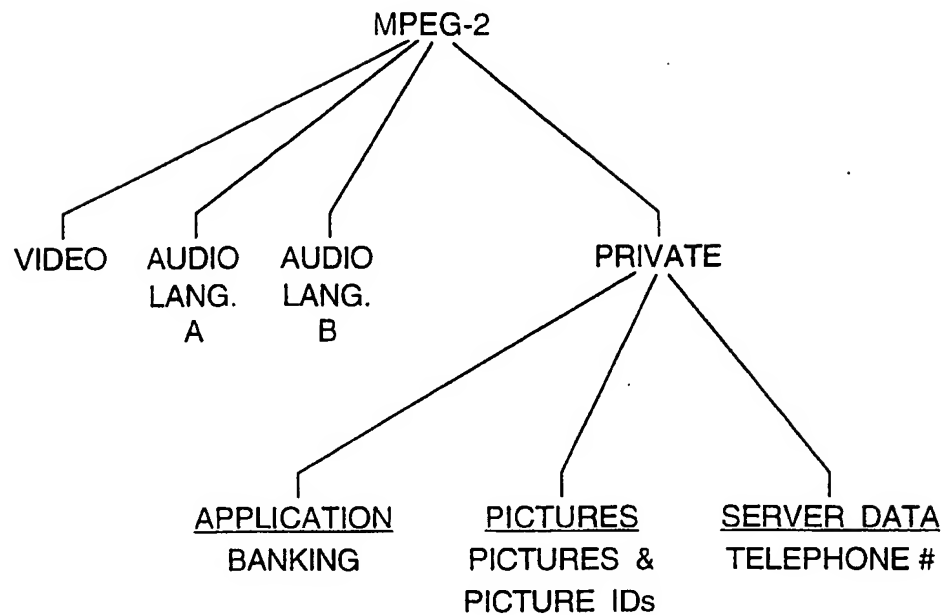 MPEG-2
VIDEO
AUDIO
LANG.
A
AUDIO
LANG.
B
PRIVATE
APPLICATION
BANKING
PICTURES
PICTURES &
PICTURE IDs
SERVER DATA
TELEPHONE #